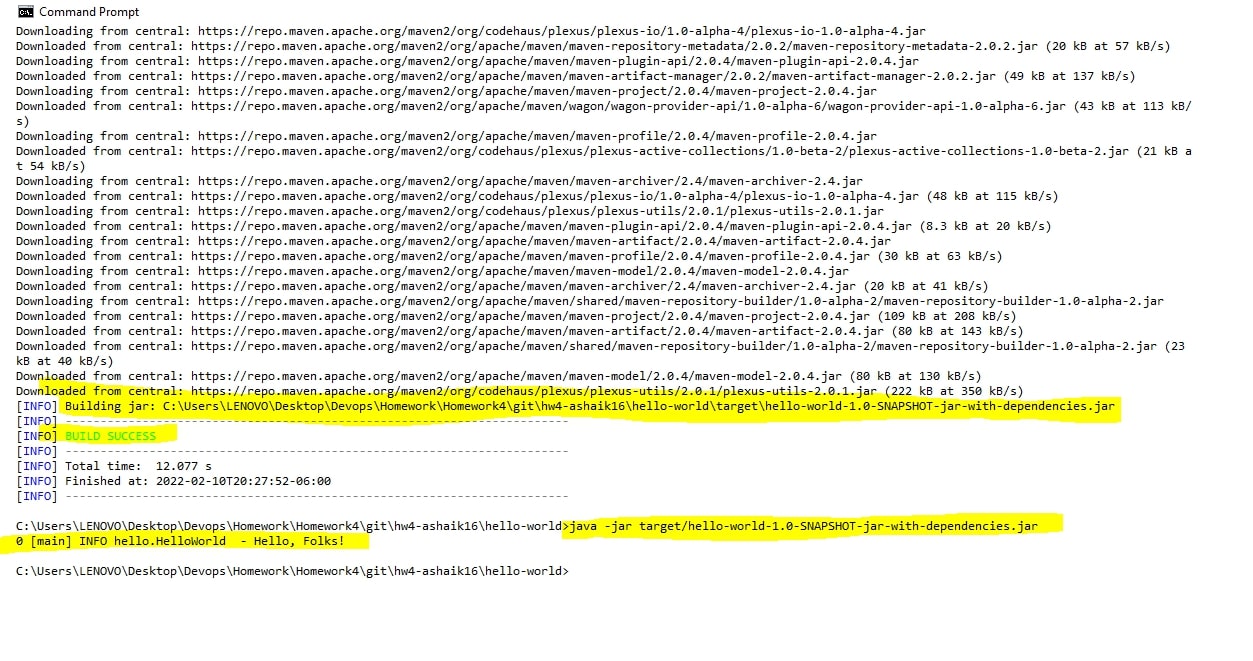 Command Prompt
Downloading from central: https://repo.maven.apache.org/maven2/org/codehaus/plexus/plexus-io/1.0-alpha-4/plexus-io-1.0-alpha-4.jar
Downloaded from central: https://repo.maven.apache.org/maven2/org/apache/maven/maven-repository-metadata/2.0.2/maven-repository-metadata-2.0.2.jar (20 kB at 57 kB/s)
Downloading from central: https://repo.maven.apache.org/maven2/org/apache/maven/maven-plugin-api/2.0.4/maven-plugin-api-2.0.4.jar
Downloaded from central: https://repo.maven.apache.org/maven2/org/apache/maven/maven-artifact-manager/2.0.2/maven-artifact-manager-2.0.2.jar (49 kB at 137 kB/s)
Downloading from central: https://repo.maven.apache.org/maven2/org/apache/maven/maven-project/2.0.4/maven-project-2.0.4.jar
Downloaded from central: https://repo.maven.apache.org/maven2/org/apache/maven/wagon/wagon-provider-api/1.0-alpha-6/wagon-provider-api-1.0-alpha-6.jar (43 kB at 113 kB/
s)
Downloading from central: https://repo.maven.apache.org/maven2/org/apache/maven/maven-profile/2.0.4/maven-profile-2.0.4.jar
Downloaded from central: https://repo.maven.apache.org/maven2/org/codehaus/plexus/plexus-active-collections/1.0-beta-2/plexus-active-collections-1.0-beta-2.jar (21 kB a
t 54 kB/s)
Downloading from central: https://repo.maven.apache.org/maven2/org/apache/maven/maven-archiver/2.4/maven-archiver-2.4.jar
Downloaded from central: https://repo.maven.apache.org/maven2/org/codehaus/plexus/plexus-io/1.0-alpha-4/plexus-io-1.0-alpha-4.jar (48 kB at 115 kB/s)
Downloading from central: https://repo.maven.apache.org/maven2/org/codehaus/plexus/plexus-utils/2.0.1/plexus-utils-2.0.1.jar
Downloaded from central: https://repo.maven.apache.org/maven2/org/apache/maven/maven-plugin-api/2.0.4/maven-plugin-api-2.0.4.jar (8.3 kB at 20 kB/s)
Downloading from central: https://repo.maven.apache.org/maven2/org/apache/maven/maven-artifact/2.0.4/maven-artifact-2.0.4.jar
Downloaded from central: https://repo.maven.apache.org/maven2/org/apache/maven/maven-profile/2.0.4/maven-profile-2.0.4.jar (30 kB at 63 kB/s)
Downloading from central: https://repo.maven.apache.org/maven2/org/apache/maven/maven-model/2.0.4/maven-model-2.0.4.jar
Downloaded from central: https://repo.maven.apache.org/maven2/org/apache/maven/maven-archiver/2.4/maven-archiver-2.4.jar (20 kB at 41 kB/s)
Downloading from central: https://repo.maven.apache.org/maven2/org/apache/maven/shared/maven-repository-builder/1.0-alpha-2/maven-repository-builder-1.0-alpha-2.jar
Downloaded from central: https://repo.maven.apache.org/maven2/org/apache/maven/maven-project/2.0.4/maven-project-2.0.4.jar (109 kB at 208 kB/s)
Downloaded from central: https://repo.maven.apache.org/maven2/org/apache/maven/maven-artifact/2.0.4/maven-artifact-2.0.4.jar (80 kB at 143 kB/s)
Downloaded from central: https://repo.maven.apache.org/maven2/org/apache/maven/shared/maven-repository-builder/1.0-alpha-2/maven-repository-builder-1.0-alpha-2.jar (23
kB at 40 kB/s)
Downloaded from central: https://repo.maven.apache.org/maven2/org/apache/maven/maven-model/2.0.4/maven-model-2.0.4.jar (80 kB at 130 kB/s)
Downloaded from central: https://repo.maven.apache.org/maven2/org/codehaus/plexus/plexus-utils/2.0.1/plexus-utils-2.0.1.jar (222 kB at 350 kB/s)
[INFO] Building jar: C:\Users\LENOVO\Desktop\Devops\Homework\Homework4\git\hw4-ashaik16\hello-world\target\hello-world-1.0-SNAPSHOT-jar-with-dependencies.jar
[INFO] ------------------------------------------------------------------------
[INFO] BUILD SUCCESS
[INFO] ------------------------------------------------------------------------
[INFO] Total time:  12.077 s
[INFO] Finished at: 2022-02-10T20:27:52-06:00
[INFO] ------------------------------------------------------------------------
C:\Users\LENOVO\Desktop\Devops\Homework\Homework4\git\hw4-ashaik16\hello-world>java -jar target/hello-world-1.0-SNAPSHOT-jar-with-dependencies.jar
0 [main] INFO hello.HelloWorld  - Hello, Folks!
C:\Users\LENOVO\Desktop\Devops\Homework\Homework4\git\hw4-ashaik16\hello-world>